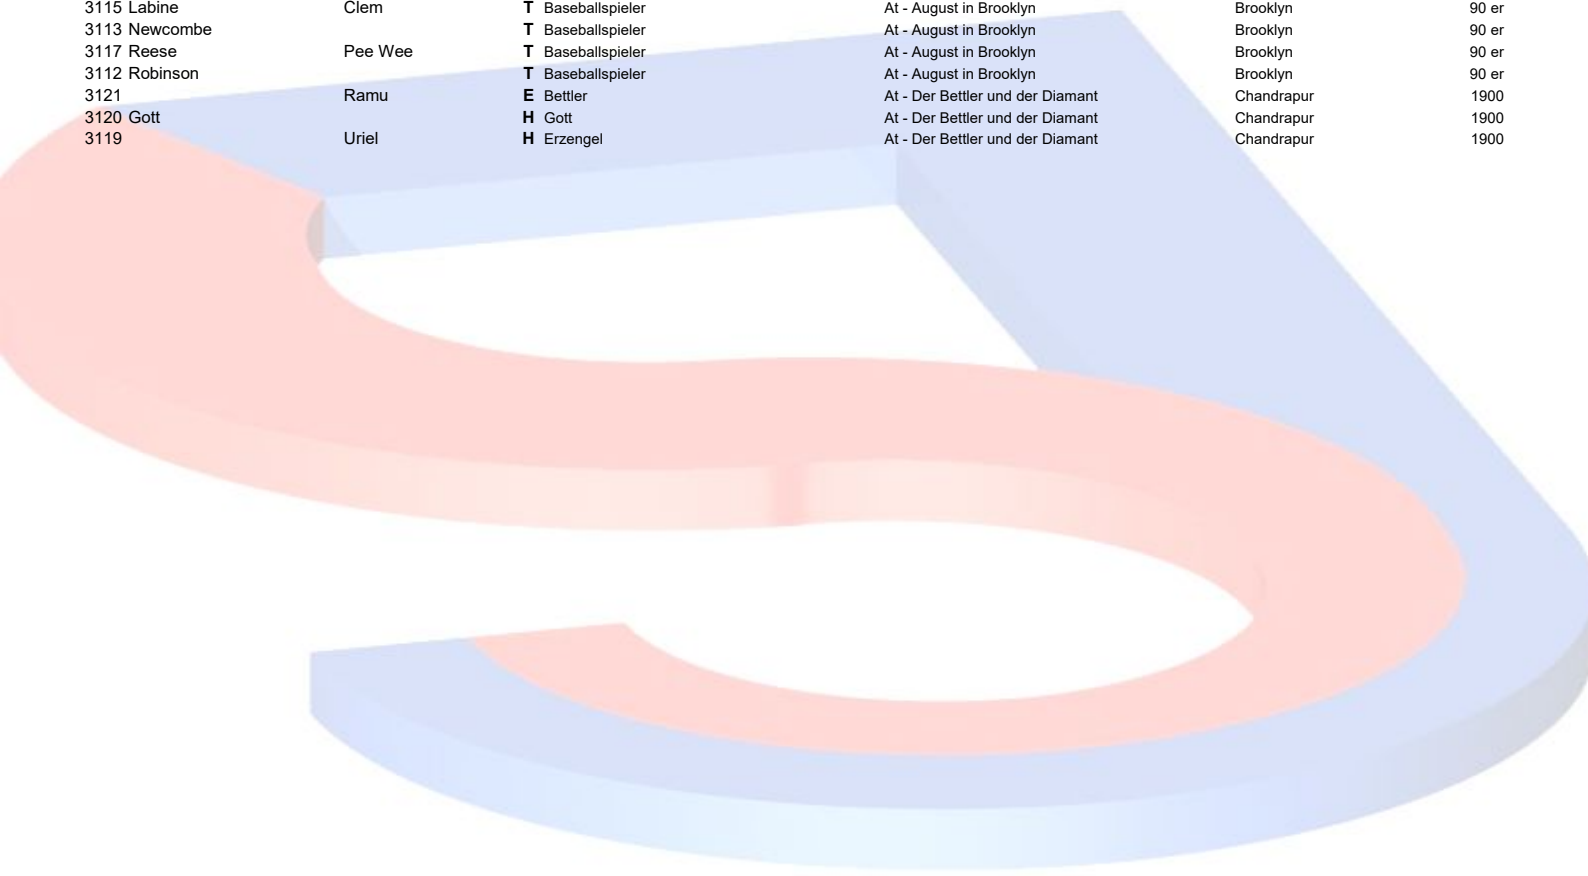 3115 Labine Clem T Baseballspieler At - August in Brooklyn Brooklyn 90 er
3113 Newcombe T Baseballspieler At - August in Brooklyn Brooklyn 90 er
3117 Reese Pee Wee T Baseballspieler At - August in Brooklyn Brooklyn 90 er
3112 Robinson T Baseballspieler At - August in Brooklyn Brooklyn 90 er
3121 Ramu E Bettler At - Der Bettler und der Diamant Chandrapur 1900
3120 Gott H Gott At - Der Bettler und der Diamant Chandrapur 1900
3119 Uriel H Erzengel At - Der Bettler und der Diamant Chandrapur 1900